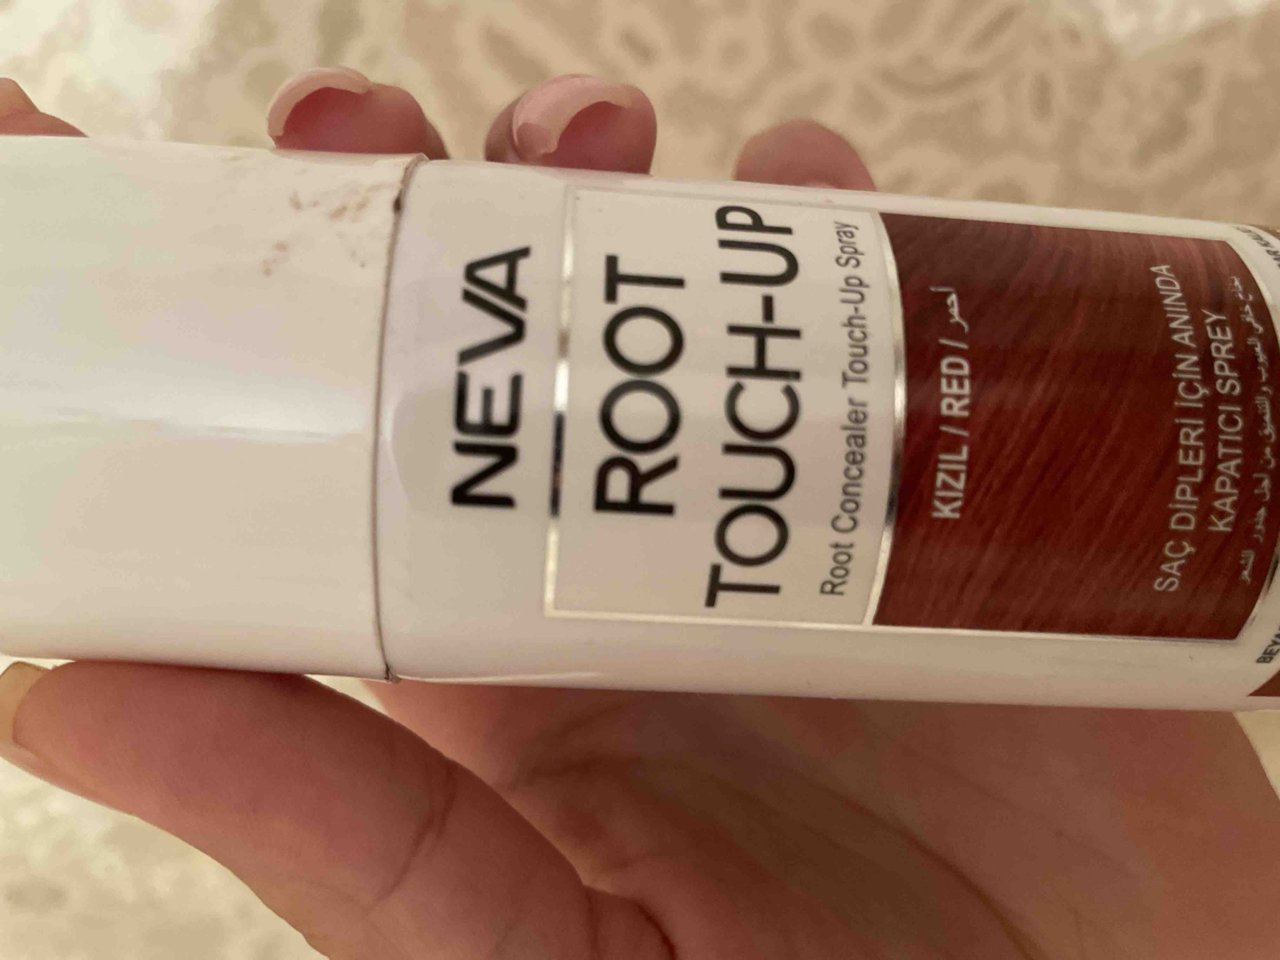 NEVA
ROOT
TOUCH-UP
Root Concealer Touch-Up Spray
KIZIL / RED / أحمر
SAÇ DİPLERİ İÇİN ANINDA
KAPATICI SPREY